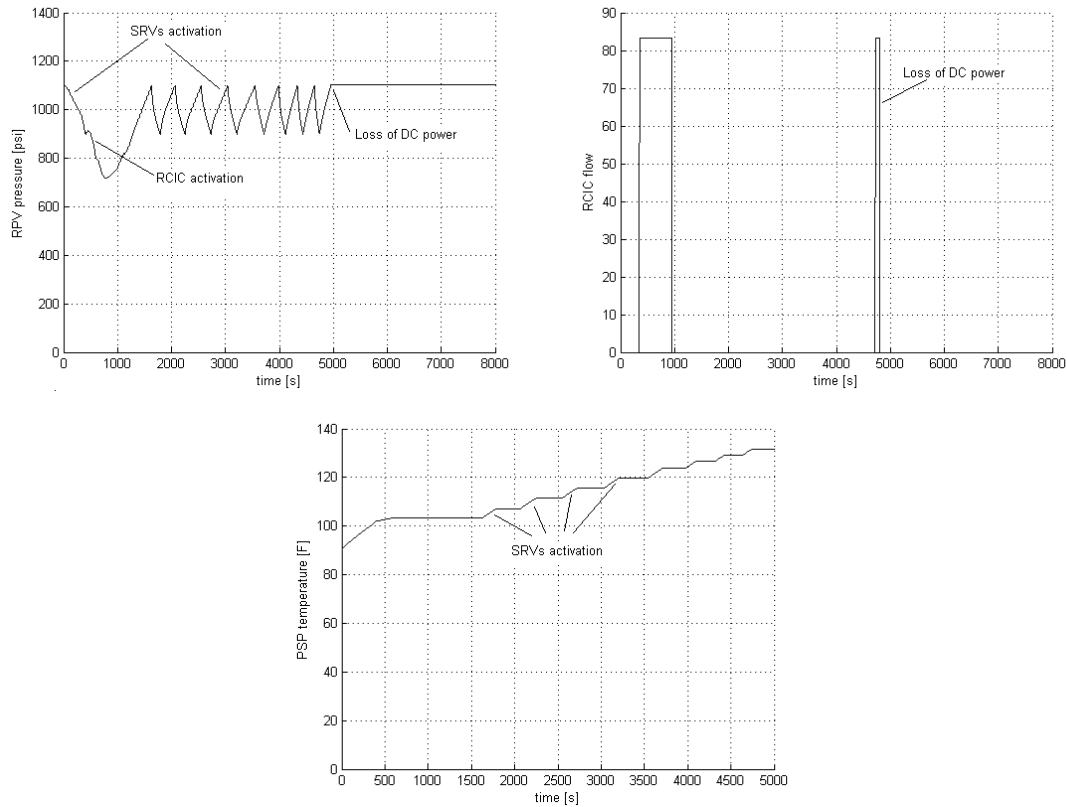 1400
1200
1000
800
600
400
200
0
RPV pressure [psi]
SRVs activation
RCIC activation
Loss of DC power
0 1000 2000 3000 4000 5000 6000 7000 8000
time [s]
90
80
70
60
50
40
30
20
10
0
RCIC flow
Loss of DC power
0 1000 2000 3000 4000 5000 6000 7000 8000
time [s]
140
120
100
80
60
40
20
0
PSP temperature [F]
SRVs activation
0 500 1000 1500 2000 2500 3000 3500 4000 4500 5000
time [s]